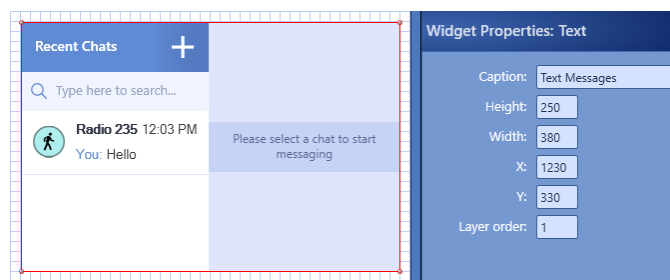 Recent Chats
Type here to search...
Radio 235 12:03 PM
You: Hello
Please select a chat to start
messaging
Widget Properties: Text
Caption: Text Messages
Height: 250
Width: 380
X: 1230
Y: 330
Layer order: 1